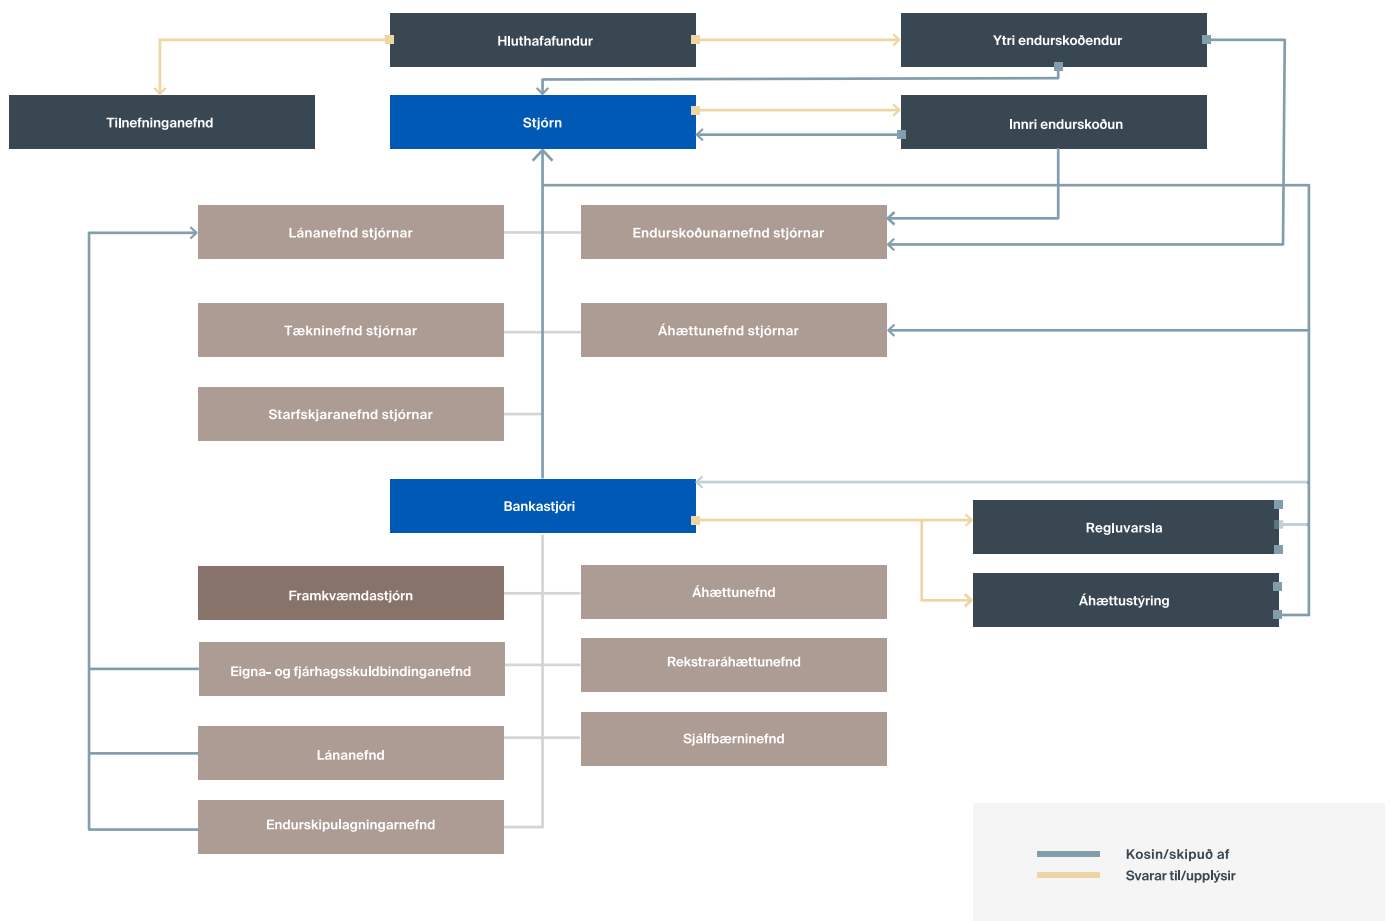 Hluthafafundur
Ytri endurskoðendur
Tilnefninganefnd
Stjórn
Innri endurskoðun
Lánanefnd stjórnar
Endurskoðunarnefnd stjórnar
Tækninefnd stjórnar
Áhættunefnd stjórnar
Starfskjaranefnd stjórnar
Bankastjóri
Regluvarsla
Framkvæmdastjórn
Áhættunefnd
Áhættustýring
Eigna- og fjárhagsskuldbindinganefnd
Rekstraráhættunefnd
Lánanefnd
Sjálfbærninefnd
Endurskipulagningarnefnd
Kosin/skipuð af
Svarar til/upplýsir